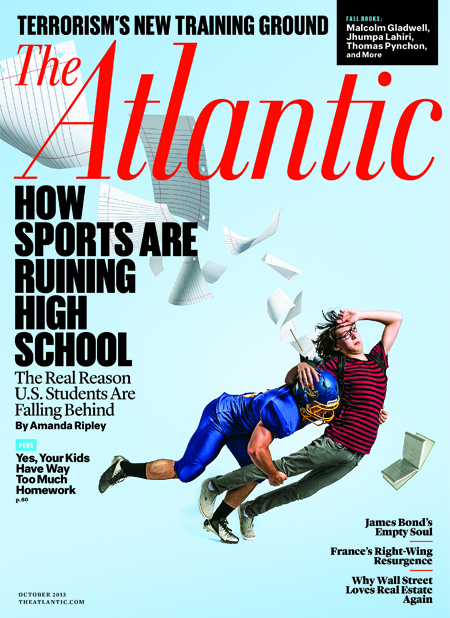 TERRORISM'S NEW TRAINING GROUND
FALL BOOKS:
Malcolm Gladwell,
Jhumpa Lahiri,
Thomas Pynchon,
and More
The Atlantic
HOW
SPORTS ARE
RUINING
HIGH
SCHOOL
The Real Reason
U.S. Students Are
Falling Behind
By Amanda Ripley
PLUS
Yes, Your Kids
Have Way
Too Much
Homework
p.80
James Bond's
Empty Soul
France's Right-Wing
Resurgence
Why Wall Street
Loves Real Estate
Again
OCTOBER 2013
THEATLANTIC.COM